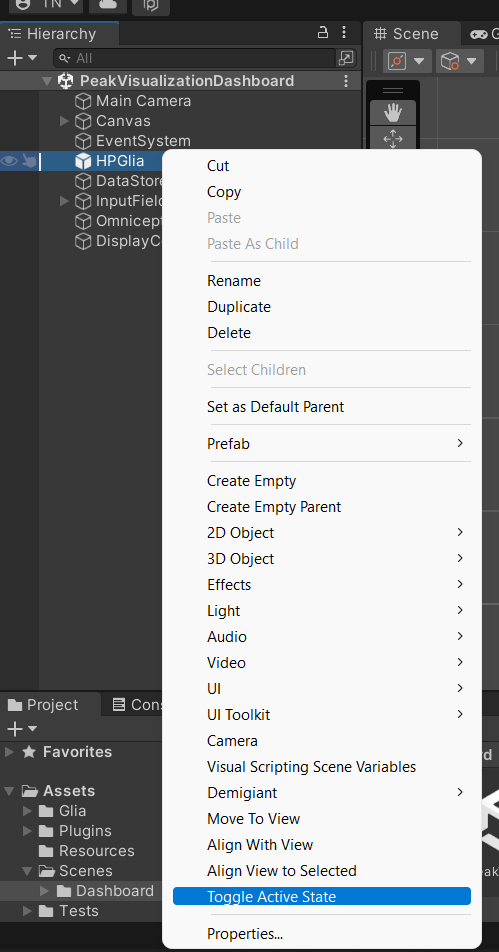 TN
Hierarchy
Scene
All
PeakVisualizationDashboard
Main Camera
Canvas
EventSystem
HPGlia
DataStore
InputField
Omnicept
DisplayC
Cut
Copy
Paste
Paste As Child
Rename
Duplicate
Delete
Select Children
Set as Default Parent
Prefab
Create Empty
Create Empty Parent
2D Object
3D Object
Effects
Light
Audio
Video
UI
UI Toolkit
Camera
Visual Scripting Scene Variables
Demigiant
Move To View
Align With View
Align View to Selected
Toggle Active State
Properties...
Project
Cons
Favorites
Assets
Glia
Plugins
Resources
Scenes
Dashboard
Tests